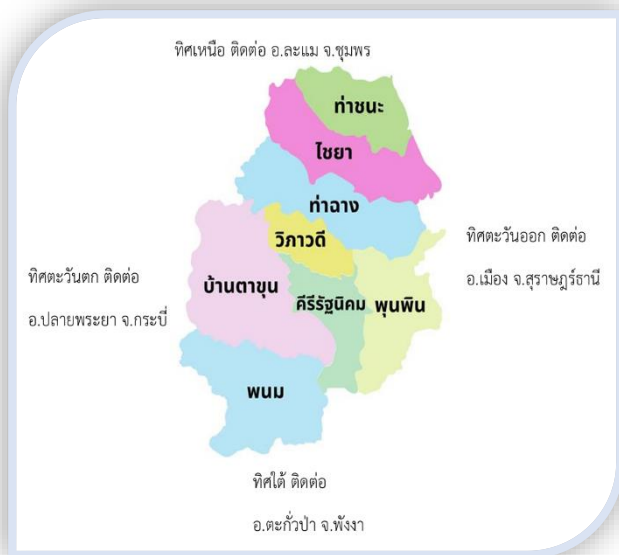 ทิศเหนือ ติดต่อ อ.ละแม จ.ชุมพร
ท่าชนะ
ไชยา
ท่าฉาง
วิภาวดี
ทิศตะวันออก ติดต่อ
อ.เมือง จ.สุราษฎร์ธานี
ทิศตะวันตก ติดต่อ
อ.ปลายพระยา จ.กระบี่
บ้านตาขุน
คีรีรัฐนิคม
พุนพิน
พนม
ทิศใต้ ติดต่อ
อ.ตะกั่วป่า จ.พังงา